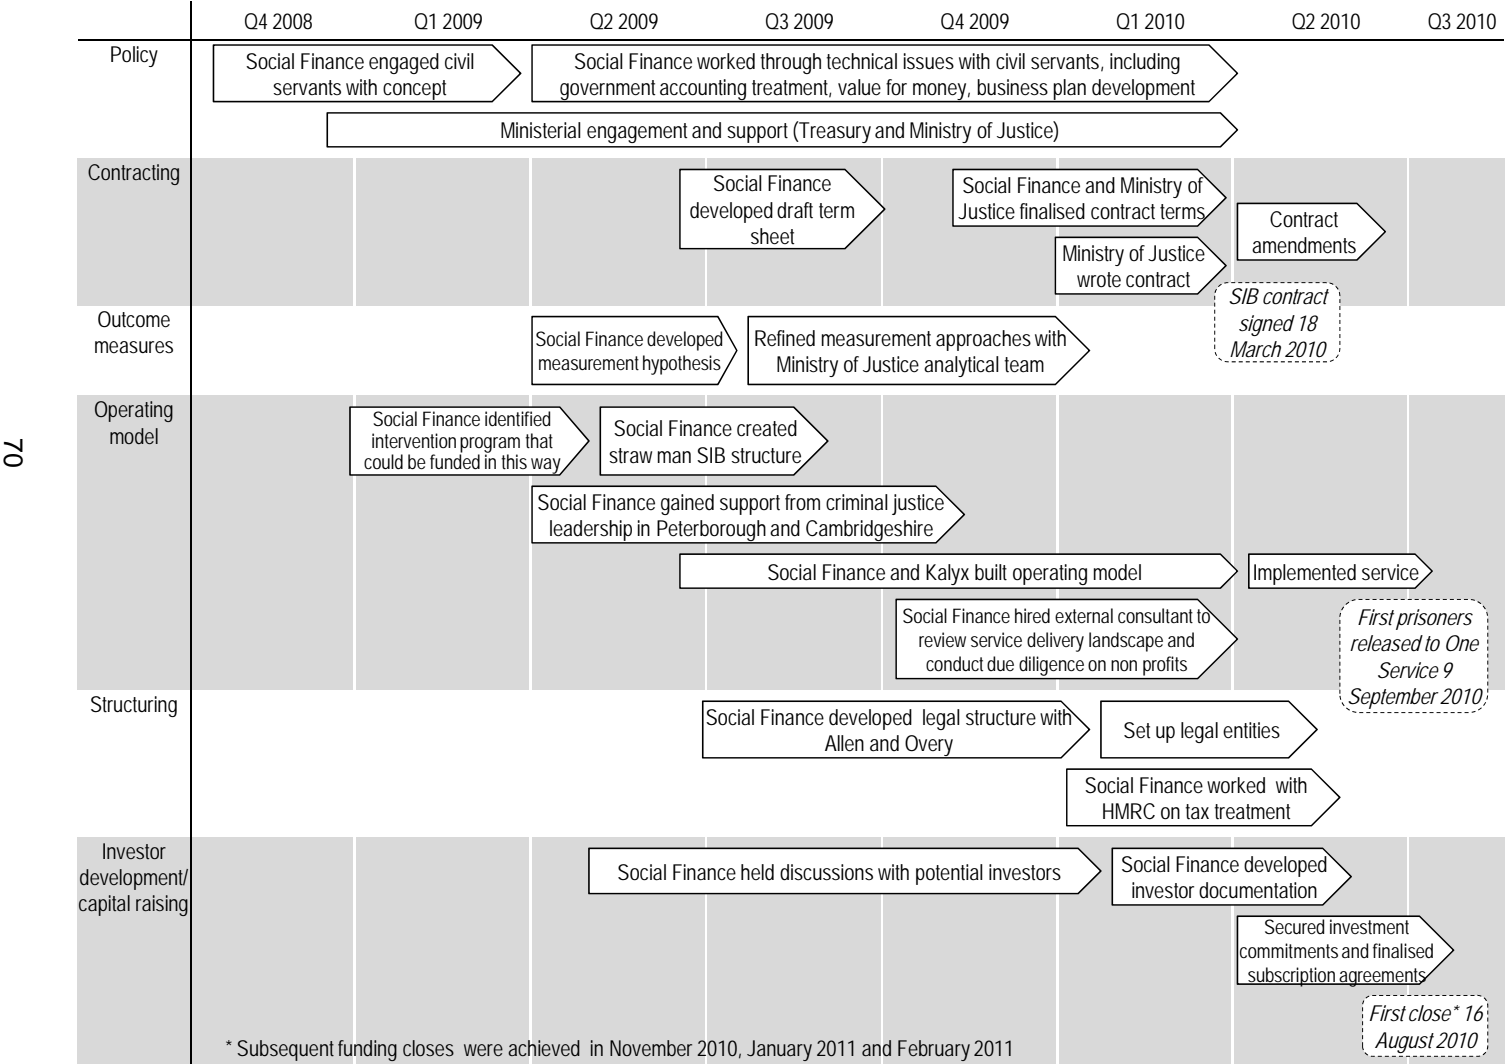 Q4 2008 Q1 2009 Q2 2009 Q3 2009 Q4 2009 Q1 2010 Q2 2010 Q3 2010
Policy
Social Finance engaged civil
servants with concept
Social Finance worked through technical issues with civil servants, including
government accounting treatment, value for money, business plan development
Ministerial engagement and support (Treasury and Ministry of Justice)
Contracting
Social Finance
developed draft term
sheet
Social Finance and Ministry of
Justice finalised contract terms
Ministry of Justice
wrote contract
Contract
amendments
SIB contract
signed 18
March 2010
Outcome
measures
Social Finance developed
measurement hypothesis
Refined measurement approaches with
Ministry of Justice analytical team
Operating
model
Social Finance identified
intervention program that
could be funded in this way
Social Finance created
straw man SIB structure
Social Finance gained support from criminal justice
leadership in Peterborough and Cambridgeshire
Social Finance and Kalyx built operating model
Implemented service
Social Finance hired external consultant to
review service delivery landscape and
conduct due diligence on non profits
First prisoners
released to One
Service 9
September 2010
Structuring
Social Finance developed legal structure with
Allen and Overy
Set up legal entities
Social Finance worked with
HMRC on tax treatment
Investor
development/
capital raising
Social Finance held discussions with potential investors
Social Finance developed
investor documentation
Secured investment
commitments and finalised
subscription agreements
First close* 16
August 2010
* Subsequent funding closes were achieved in November 2010, January 2011 and February 2011
70